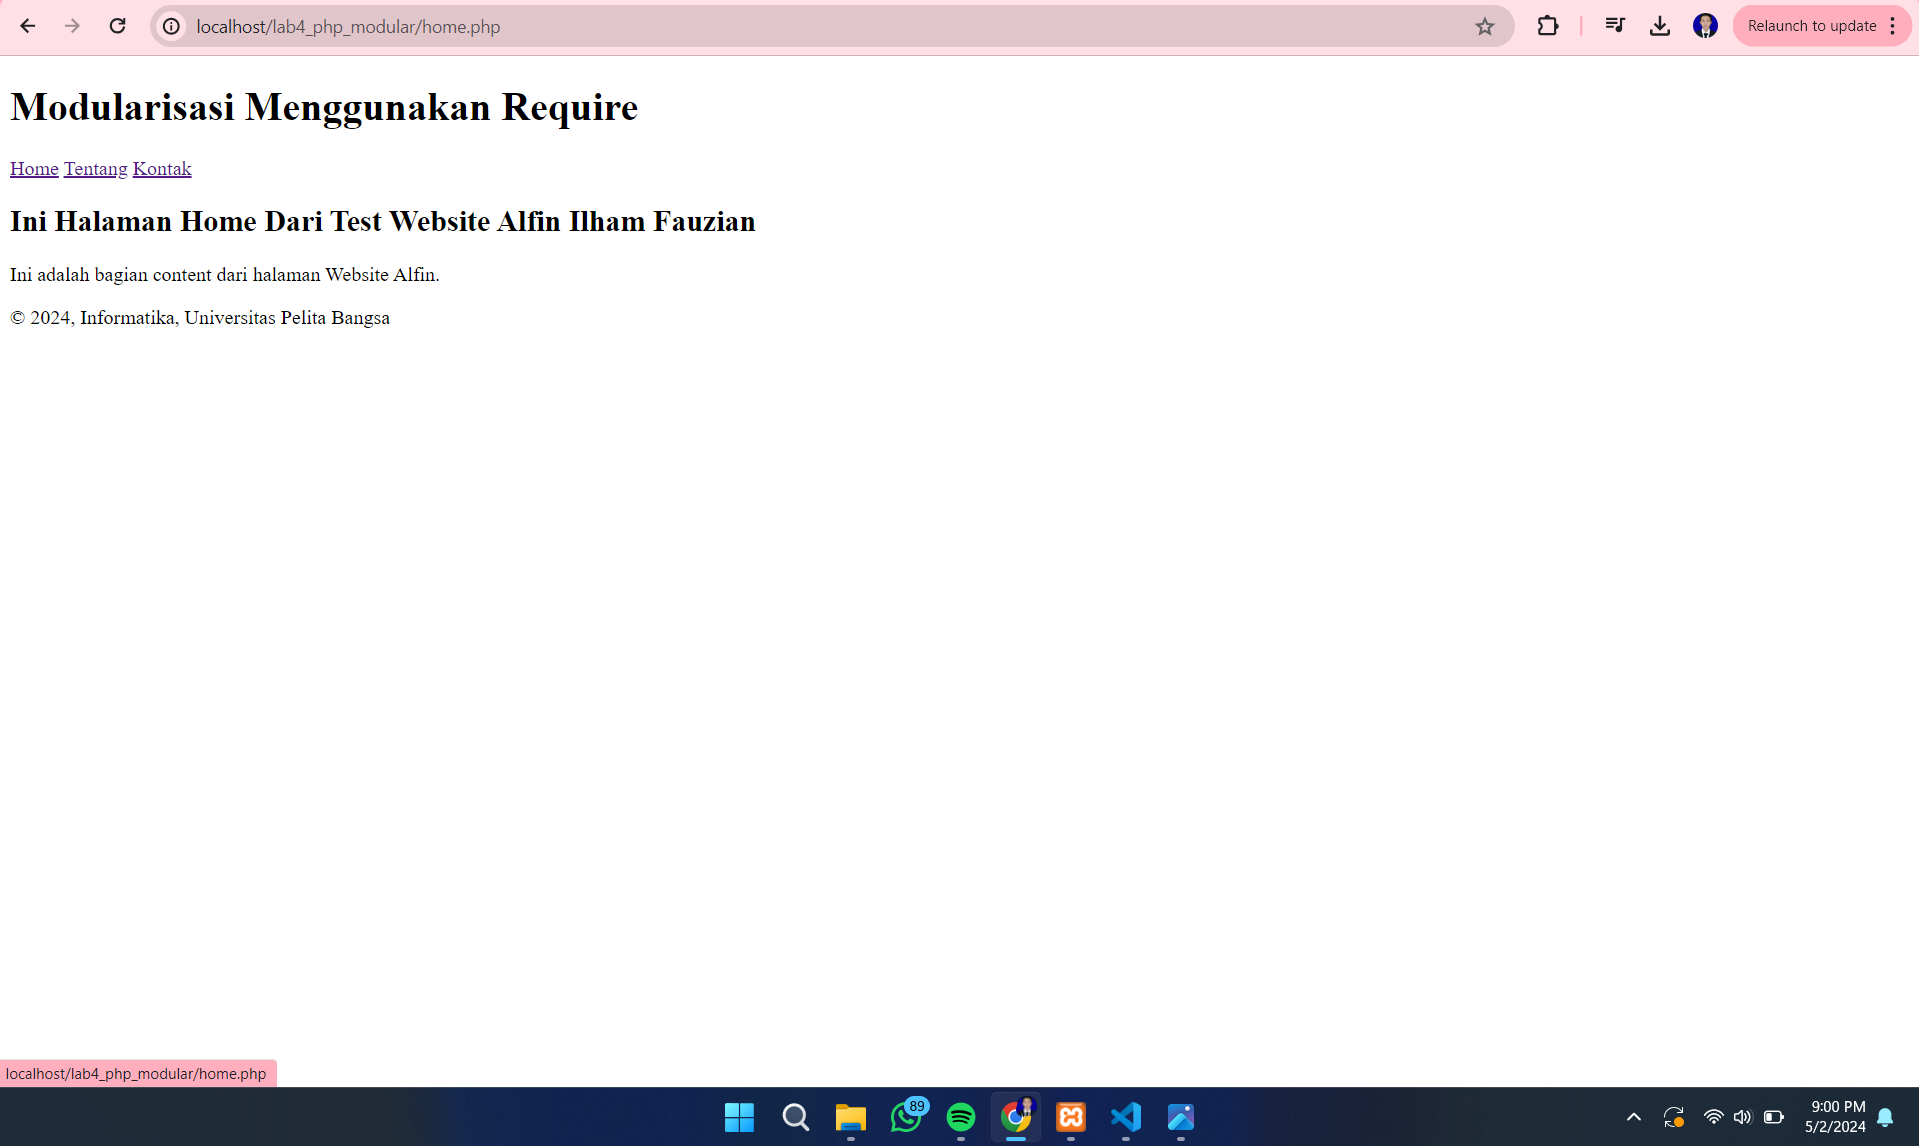 localhost/lab4_php_modular/home.php
Relaunch to update
Modularisasi Menggunakan Require
Home Tentang Kontak
Ini Halaman Home Dari Test Website Alfin Ilham Fauzian
Ini adalah bagian content dari halaman Website Alfin.
© 2024, Informatika, Universitas Pelita Bangsa
localhost/lab4_php_modular/home.php
89
9:00 PM
5/2/2024